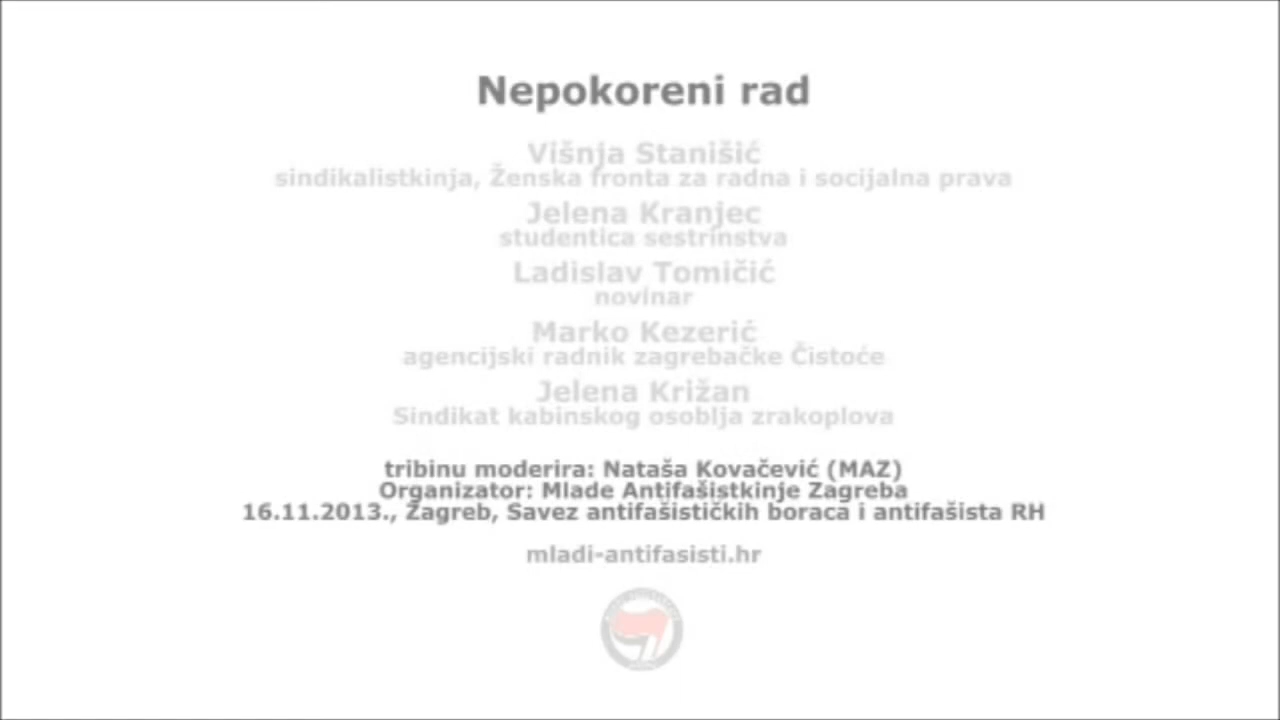 Nepokoreni rad
Višnja Stanišić
sindikalistkinja, Ženska fronta za radna i socijalna prava
Jelena Kranjec
studentica sestrinstva
Ladislav Tomičić
novinar
Marko Kezerić
agencijski radnik zagrebačke Čistoće
Jelena Križan
Sindikat kabinskog osoblja zrakoplova
tribinu moderira: Nataša Kovačević (MAZ)
Organizator: Mlade Antifašistkinje Zagreba
16.11.2013., Zagreb, Savez antifašističkih boraca i antifašista RH
mladi-antifasisti.hr